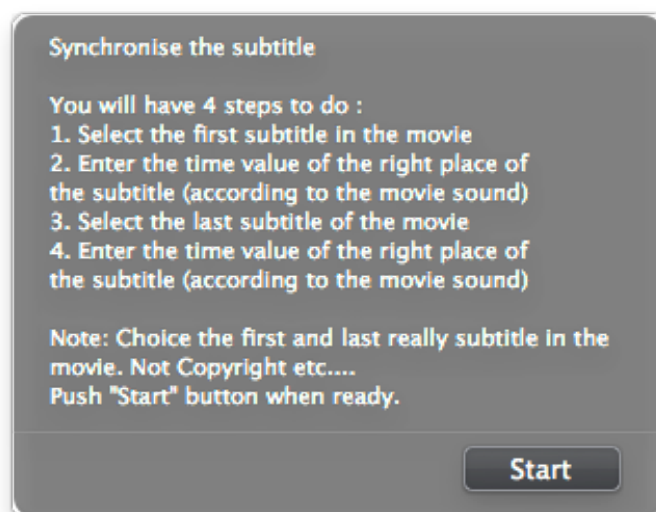 Synchronise the subtitle
You will have 4 steps to do :
1. Select the first subtitle in the movie
2. Enter the time value of the right place of
the subtitle (according to the movie sound)
3. Select the last subtitle of the movie
4. Enter the time value of the right place of
the subtitle (according to the movie sound)
Note: Choice the first and last really subtitle in the
movie. Not Copyright etc....
Push "Start" button when ready.
Start